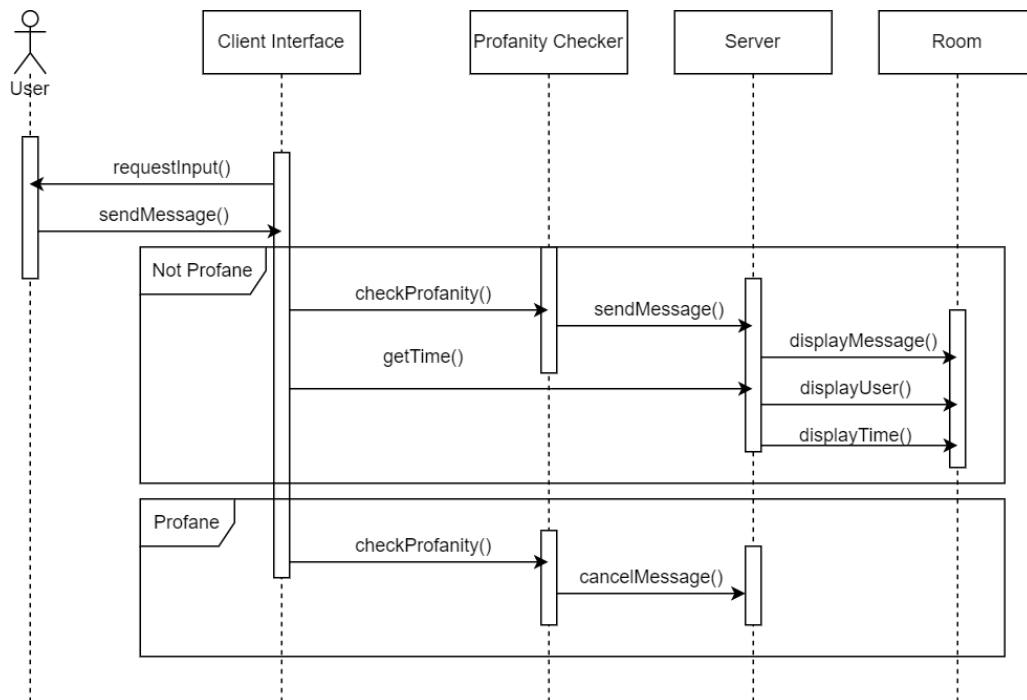 Client Interface
Profanity Checker
Server
Room
User
requestInput()
sendMessage()
Not Profane
checkProfanity()
sendMessage()
displayMessage()
getTime()
displayUser()
displayTime()
Profane
checkProfanity()
cancelMessage()